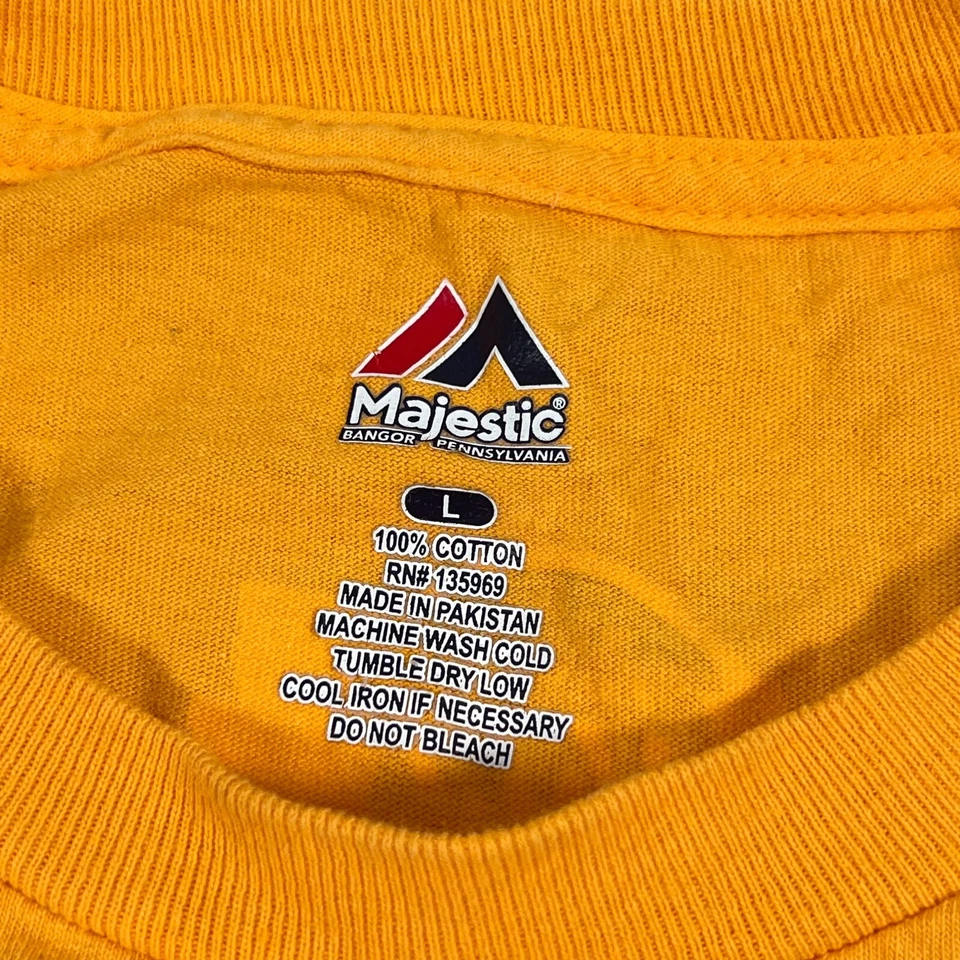 Majestic®
BANGOR PENNSYLVANIA
L
100% COTTON
RN# 135969
MADE IN PAKISTAN
MACHINE WASH COLD
TUMBLE DRY LOW
COOL IRON IF NECESSARY
DO NOT BLEACH